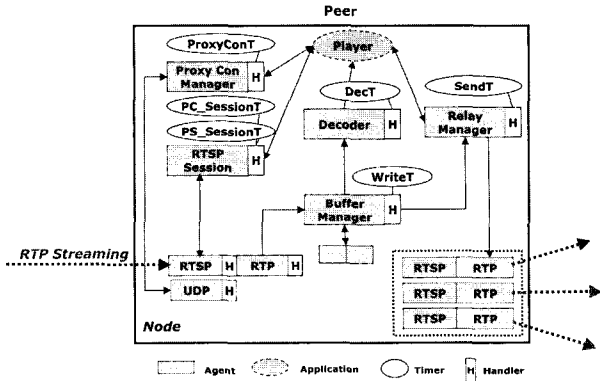 Peer
ProxyConT
Player
Proxy Con Manager H
SendT
DecT
PC_SessionT
Decoder H
Relay Manager H
PS_SessionT
RTSP Session H
WriteT
Buffer Manager H
RTP Streaming
RTSP H RTP H
RTSP RTP
UDP H
RTSP RTP
RTSP RTP
Node
Agent Application Timer H Handler